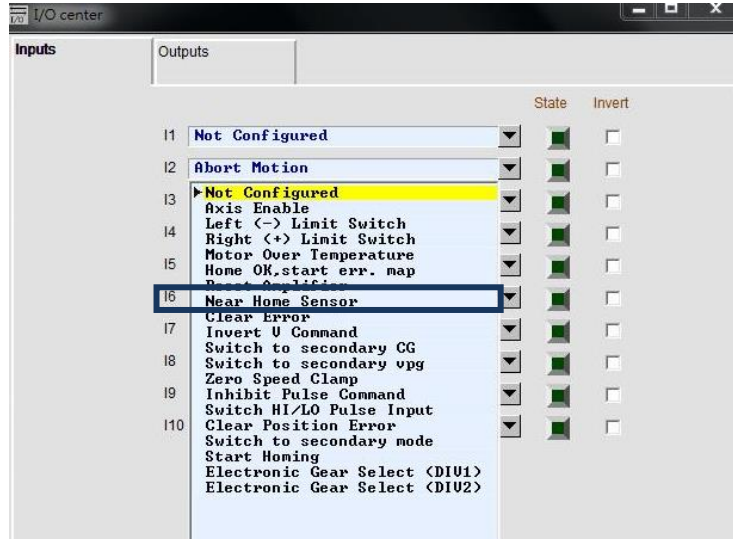 I/O center
Inputs
Outputs
State Invert
I1 Not Configured
I2 Abort Motion
I3
I4
I5
I6
I7
I8
I9
I10
Not Configured
Axis Enable
Left (-) Limit Switch
Right (+) Limit Switch
Motor Over Temperature
Home OK,start err. map
Reset Amplifier
Near Home Sensor
Clear Error
Invert V Command
Switch to secondary CG
Switch to secondary vpg
Zero Speed Clamp
Inhibit Pulse Command
Switch HI/LO Pulse Input
Clear Position Error
Switch to secondary mode
Start Homing
Electronic Gear Select (DIV1)
Electronic Gear Select (DIV2)